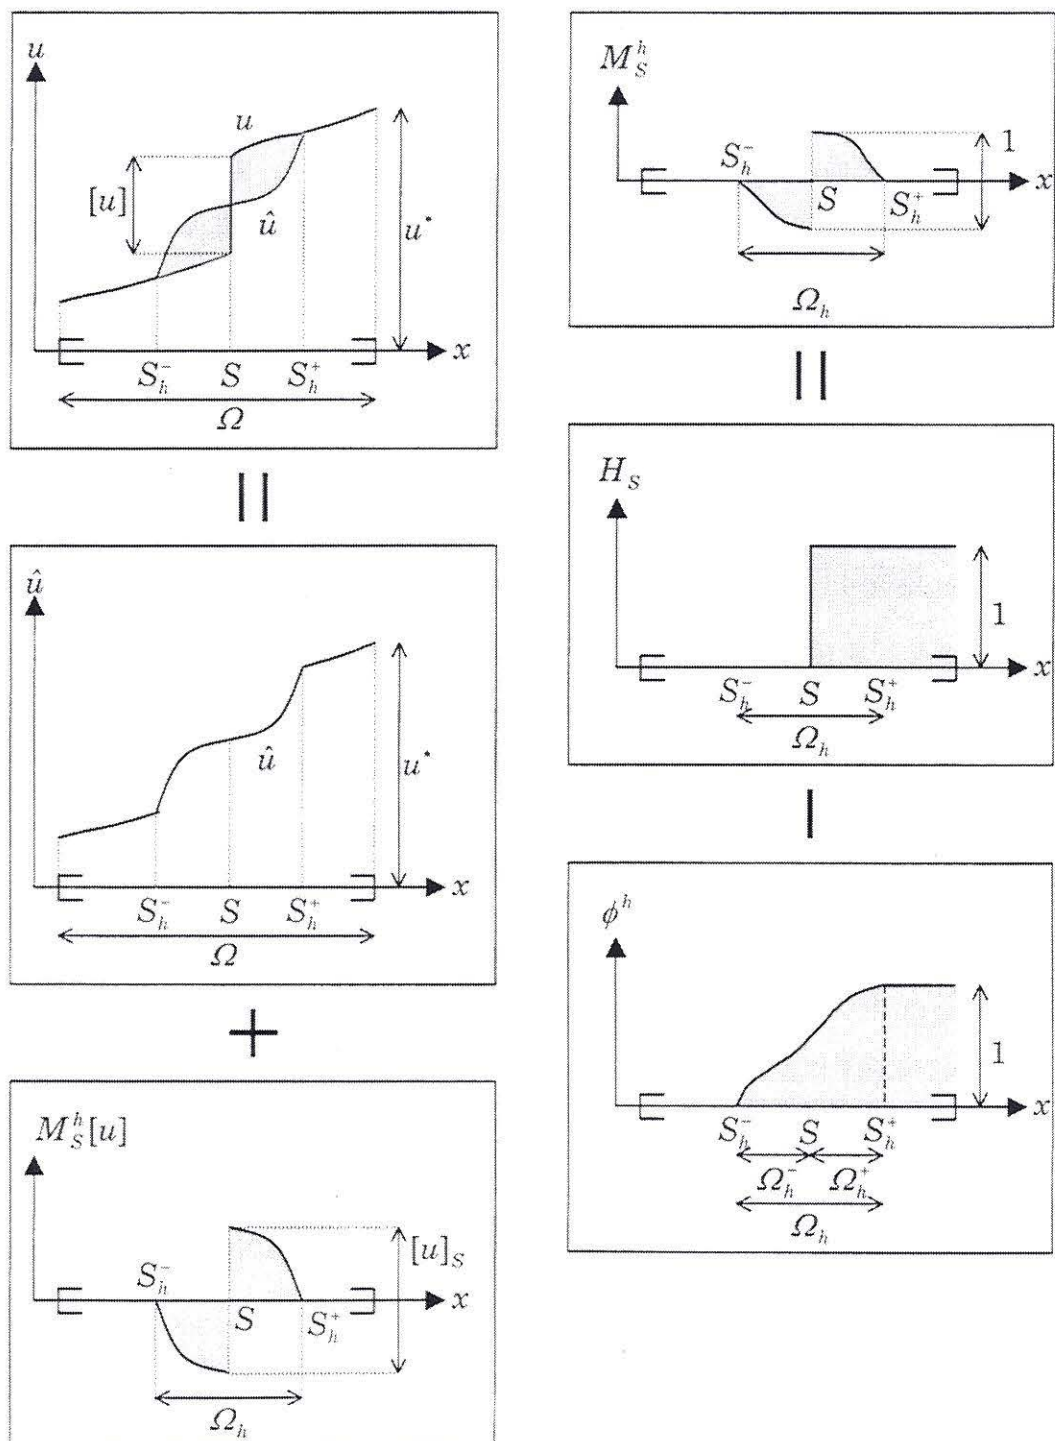 u
u
[u]
û
u*
x
S_h^- S S_h^+
Ω
||
û
û
u*
x
S_h^- S S_h^+
Ω
+
M_S^h[u]
[u]_S
S_h^-
x
S S_h^+
Ω_h
M_S^h
1
S_h^-
x
S S_h^+
Ω_h
||
H_S
1
x
S_h^- S S_h^+
Ω_h
|
ϕ^h
1
x
S_h^- S S_h^+
Ω_h^- Ω_h^+
Ω_h